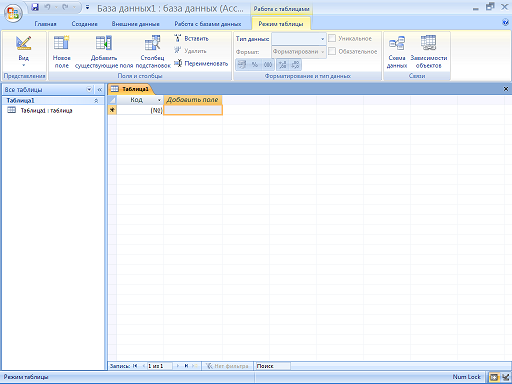 База данных1 : база данных (Acc...
Работа с таблицами
Главная
Создание
Внешние данные
Работа с базами данных
Режим таблицы
Вид
Новое поле
Добавить существующие поля
Столбец подстановок
Вставить
Удалить
Переименовать
Тип данных:
Формат:
Форматировани
Уникальное
Обязательное
% 000
Схема данных
Зависимости объектов
Представления
Поля и столбцы
Форматирование и тип данных
Связи
Все таблицы
Таблица1
Таблица1 : таблица
Таблица1
Код
Добавить поле
(№)
Запись:
1 из 1
Нет фильтра
Поиск
Режим таблицы
Num Lock